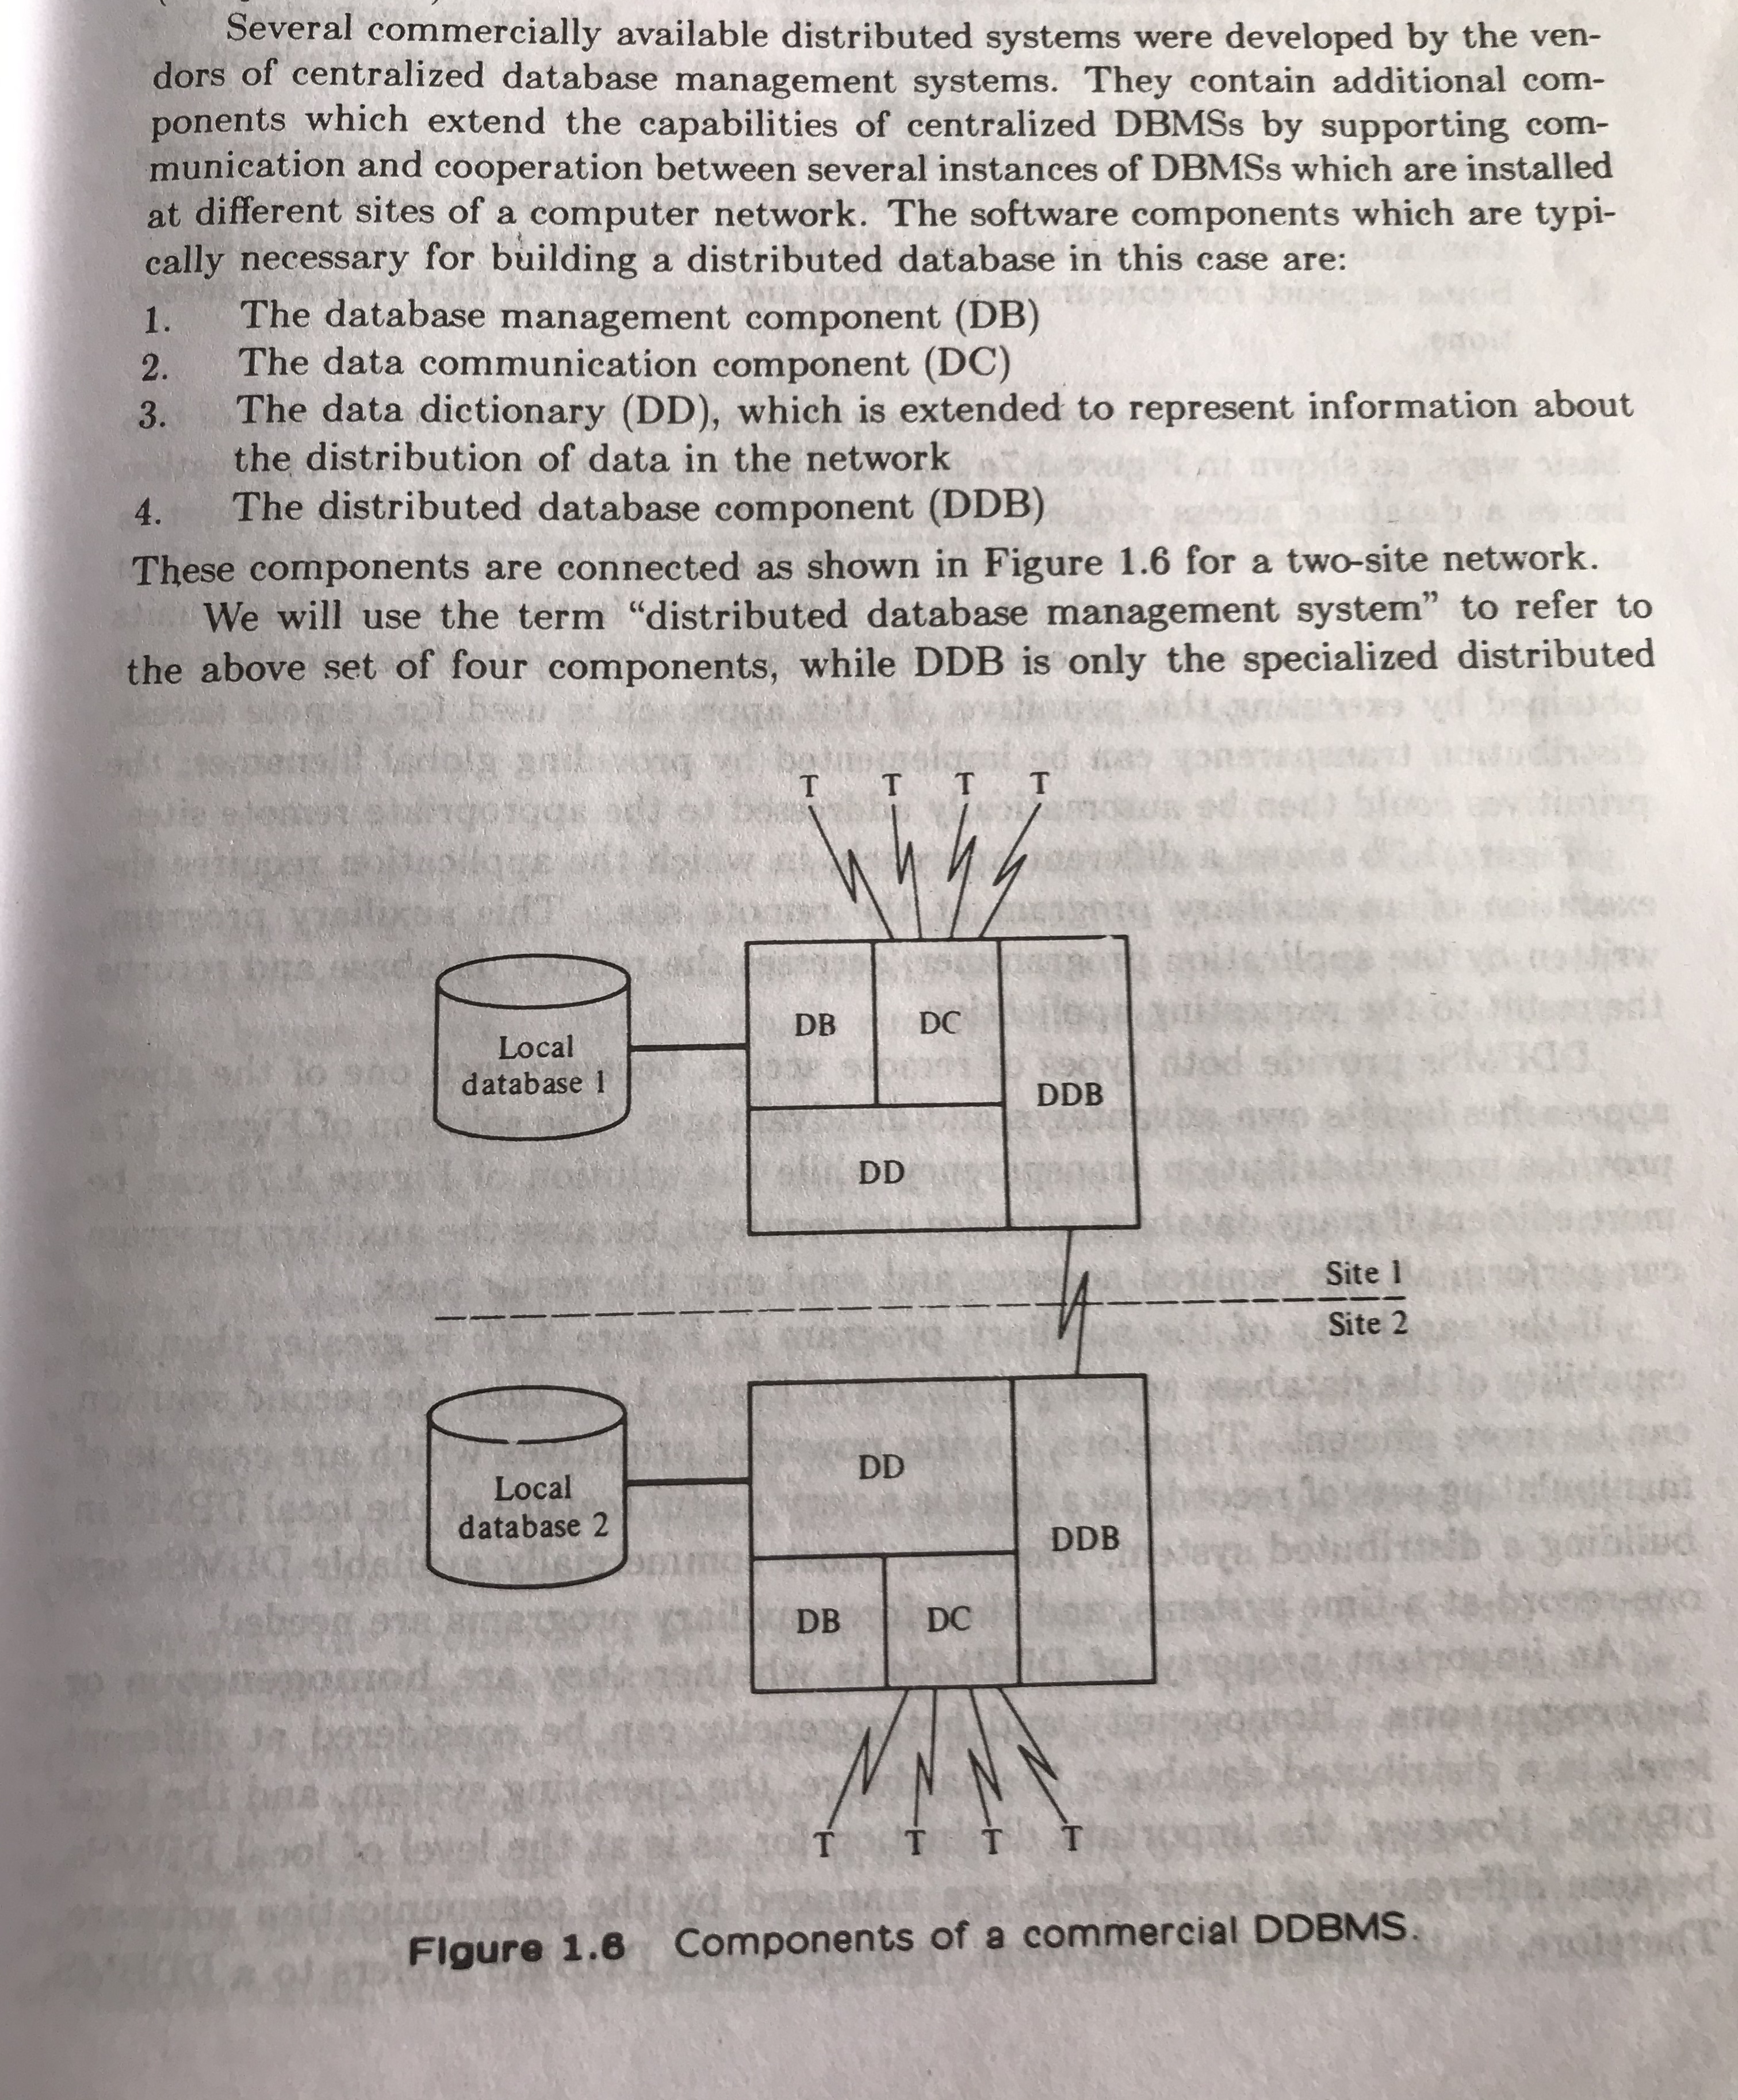 Several commercially available distributed systems were developed by the ven-
dors of centralized database management systems. They contain additional com-
ponents which extend the capabilities of centralized DBMSs by supporting com-
munication and cooperation between several instances of DBMSs which are installed
at different sites of a computer network. The software components which are typi-
cally necessary for building a distributed database in this case are:
1. The database management component (DB)
2. The data communication component (DC)
3. The data dictionary (DD), which is extended to represent information about
the distribution of data in the network
4. The distributed database component (DDB)
These components are connected as shown in Figure 1.6 for a two-site network.
We will use the term “distributed database management system” to refer to
the above set of four components, while DDB is only the specialized distributed
T T T T
DB DC
Local
database 1
DDB
DD
Site 1
Site 2
DD
Local
database 2
DDB
DB DC
T T T T
Figure 1.6 Components of a commercial DDBMS.